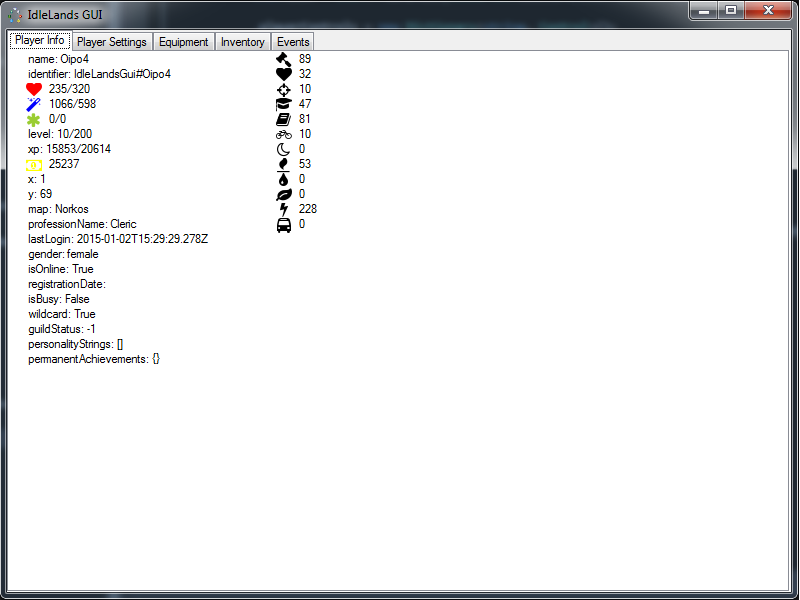 IdleLands GUI
Player Info Player Settings Equipment Inventory Events
name: Oipo4
identifier: IdleLandsGui#Oipo4
235/320
1066/598
0/0
level: 10/200
xp: 15853/20614
25237
x: 1
y: 69
map: Norkos
professionName: Cleric
lastLogin: 2015-01-02T15:29:29.278Z
gender: female
isOnline: True
registrationDate:
isBusy: False
wildcard: True
guildStatus: -1
personalityStrings: []
permanentAchievements: {}
89
32
10
47
81
10
0
53
0
0
228
0